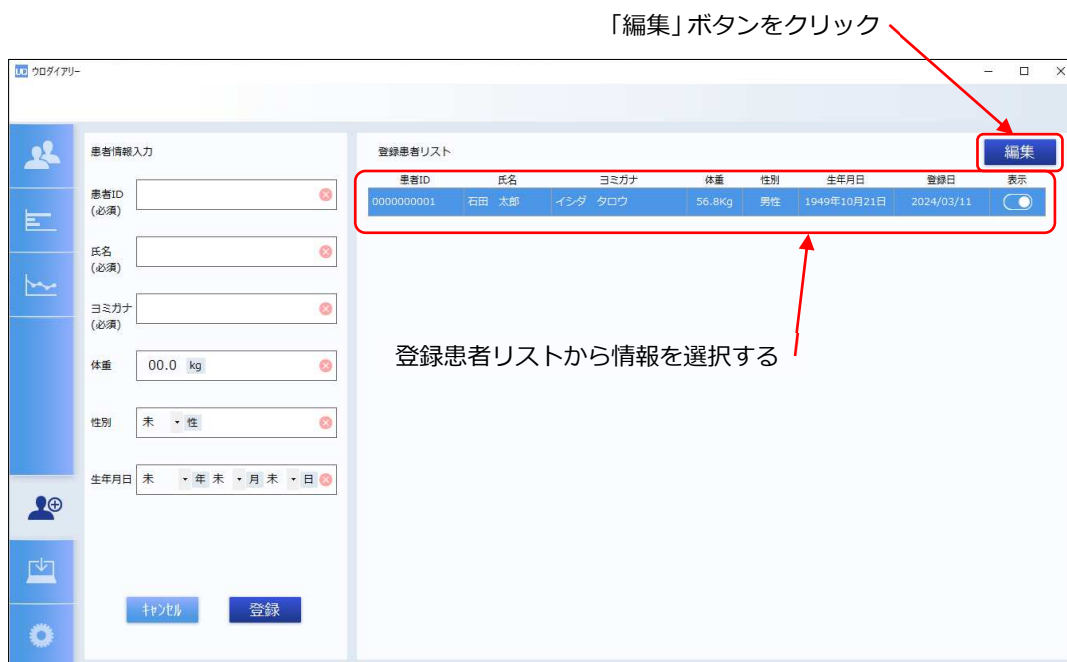 「編集」ボタンをクリック
UD ウロダイアリー
患者情報入力
登録患者リスト
編集
患者ID 氏名 ヨミガナ 体重 性別 生年月日 登録日 表示
0000000001 石田 太郎 イシダ タロウ 56.8Kg 男性 1949年10月21日 2024/03/11
患者ID
(必須)
氏名
(必須)
ヨミガナ
(必須)
登録患者リストから情報を選択する
体重 00.0 kg
性別 未 性
生年月日 未 年 未 月 未 日
ｷｬﾝｾﾙ 登録